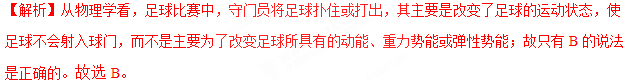 【解析】从物理学看，足球比赛中，守门员将足球扑住或打出，其主要是改变了足球的运动状态，使
足球不会射入球门，而不是主要为了改变足球所具有的动能、重力势能或弹性势能；故只有 B 的说法
是正确的。故选 B。